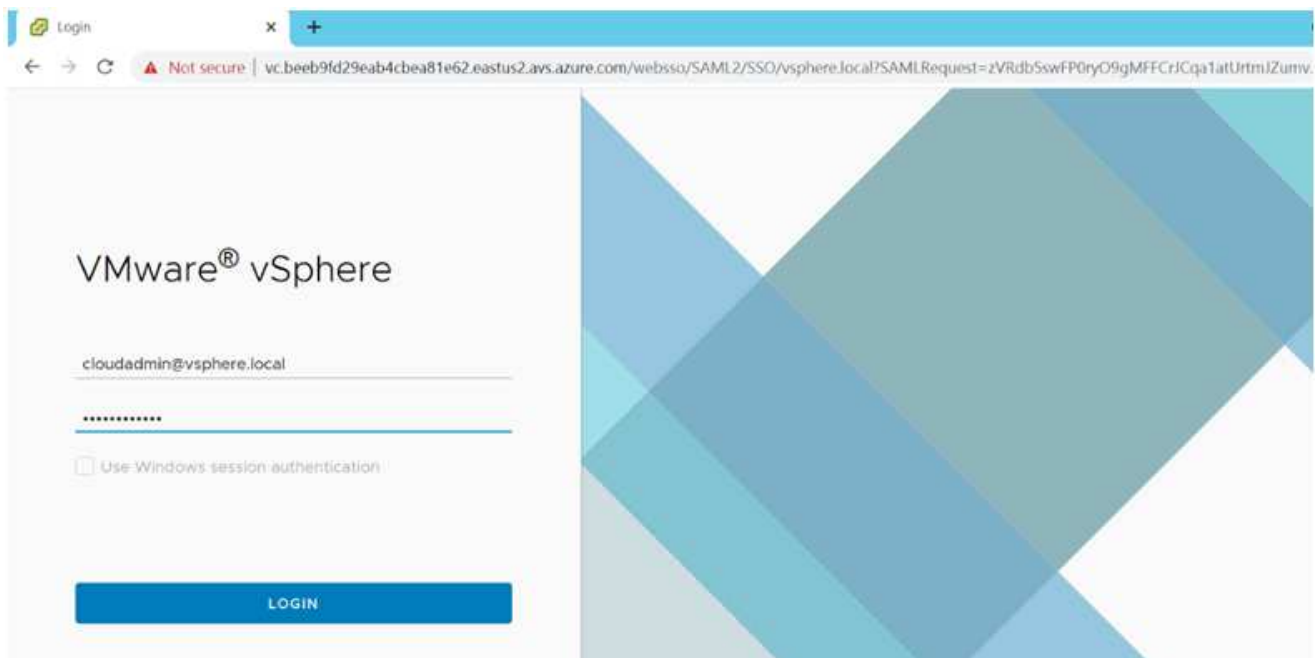 Login
Not secure | vc.beeb9fd29eab4cbea81e62.eastus2.avs.azure.com/websso/SAML2/SSO/vsphere.local?SAMLRequest=
VMware® vSphere
cloudadmin@vsphere.local
Use Windows session authentication
LOGIN